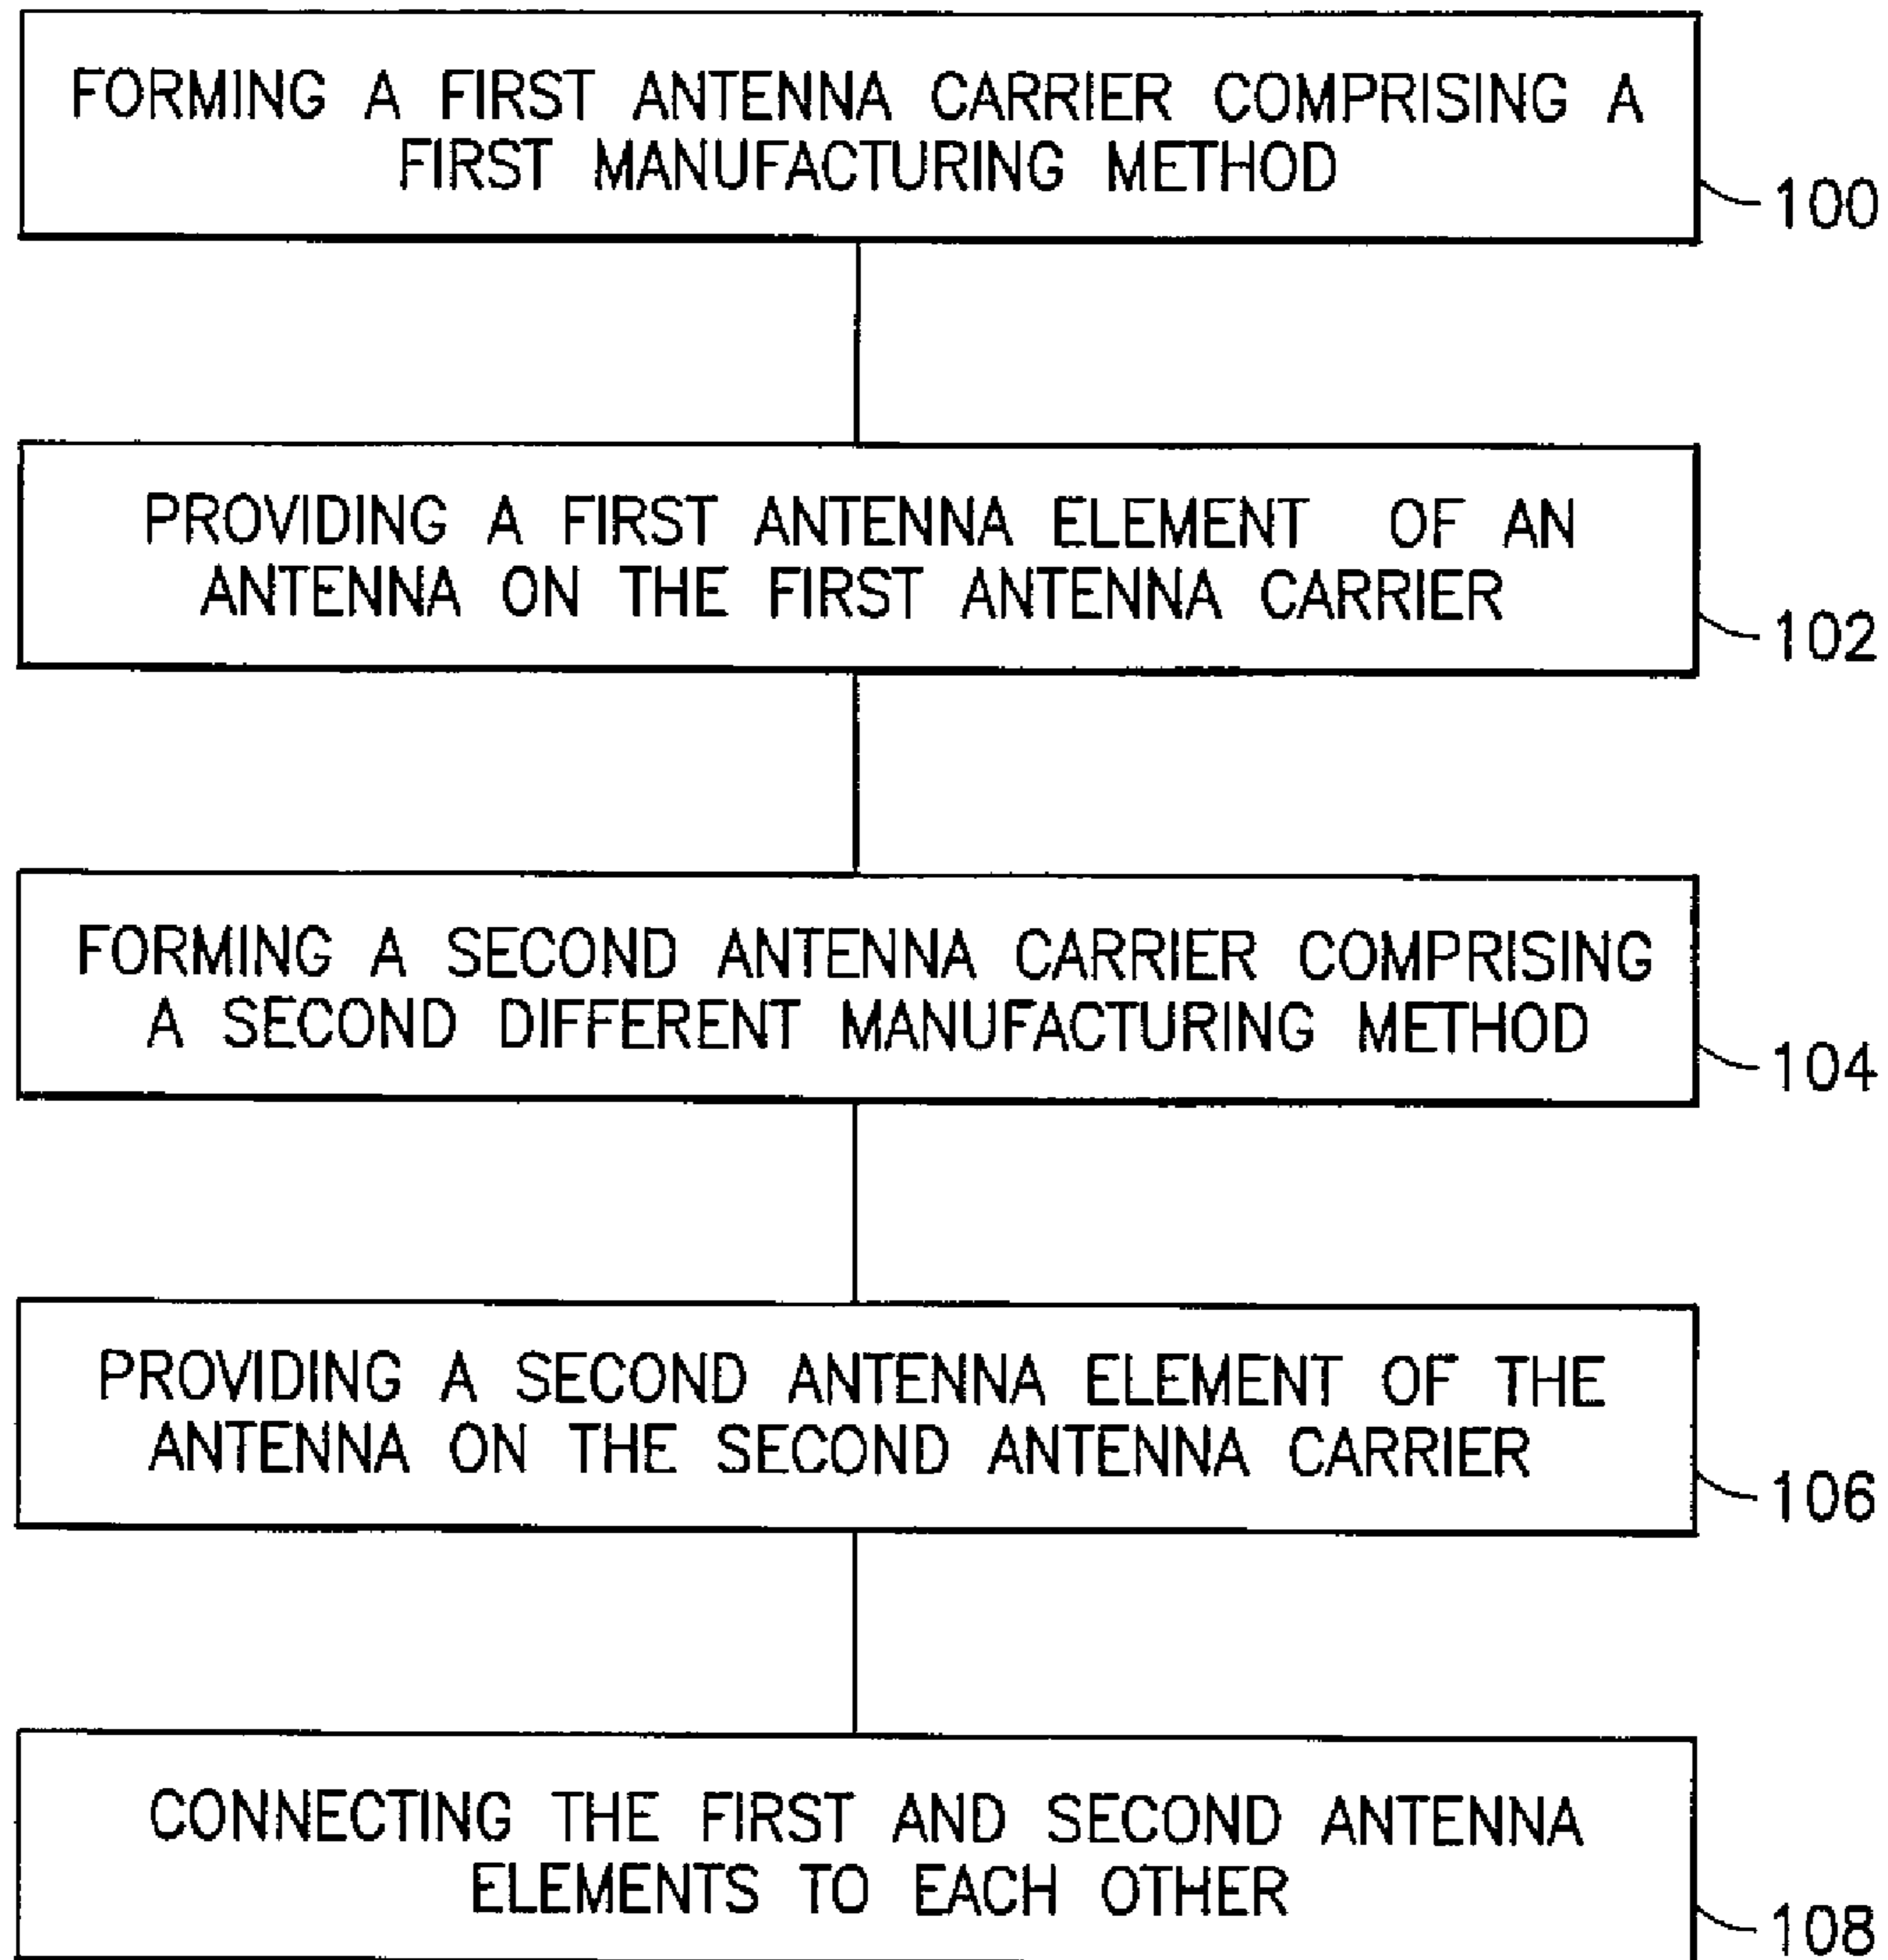 FORMING A FIRST ANTENNA CARRIER COMPRISING A
FIRST MANUFACTURING METHOD
100
PROVIDING A FIRST ANTENNA ELEMENT OF AN
ANTENNA ON THE FIRST ANTENNA CARRIER
102
FORMING A SECOND ANTENNA CARRIER COMPRISING
A SECOND DIFFERENT MANUFACTURING METHOD
104
PROVIDING A SECOND ANTENNA ELEMENT OF THE
ANTENNA ON THE SECOND ANTENNA CARRIER
106
CONNECTING THE FIRST AND SECOND ANTENNA
ELEMENTS TO EACH OTHER
108